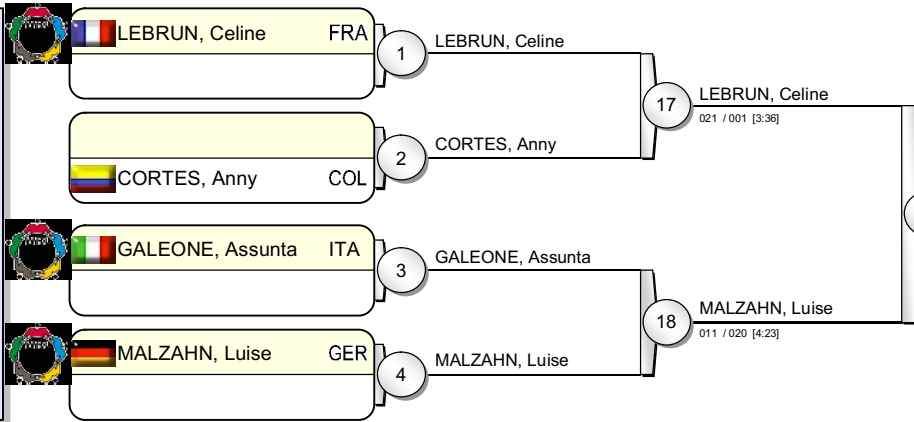 LEBRUN, Celine FRA
1
LEBRUN, Celine
17
LEBRUN, Celine
021 / 001 [3:36]
2
CORTES, Anny
CORTES, Anny COL
GALEONE, Assunta ITA
3
GALEONE, Assunta
18
MALZAHN, Luise
011 / 020 [4:23]
MALZAHN, Luise GER
4
MALZAHN, Luise